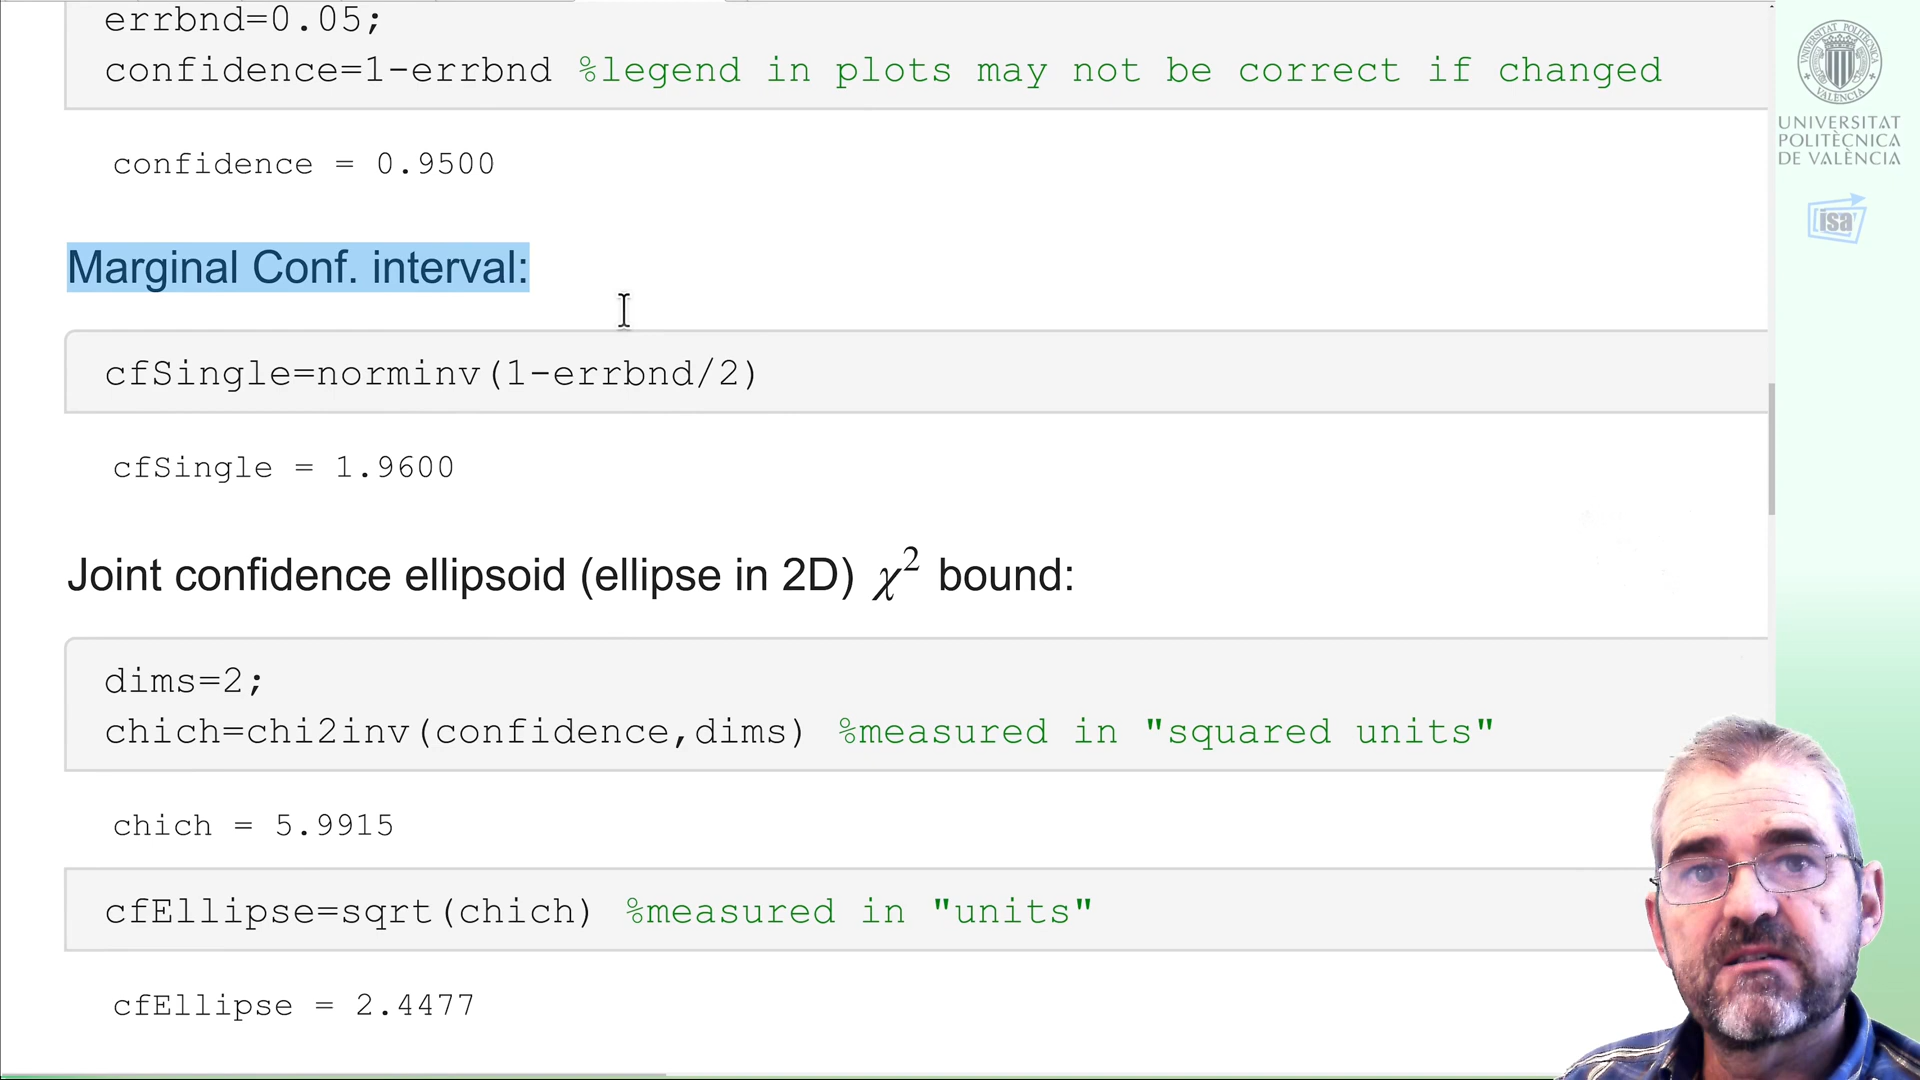 errbnd=0.05;
confidence=1-errbnd %legend in plots may not be correct if changed
confidence = 0.9500
Marginal Conf. interval:
cfSingle=norminv(1-errbnd/2)
cfSingle = 1.9600
Joint confidence ellipsoid (ellipse in 2D) χ² bound:
dims=2;
chich=chi2inv(confidence,dims) %measured in "squared units"
chich = 5.9915
cfEllipse=sqrt(chich) %measured in "units"
cfEllipse = 2.4477
UNIVERSITAT
POLITÈCNICA
DE VALÈNCIA
isa